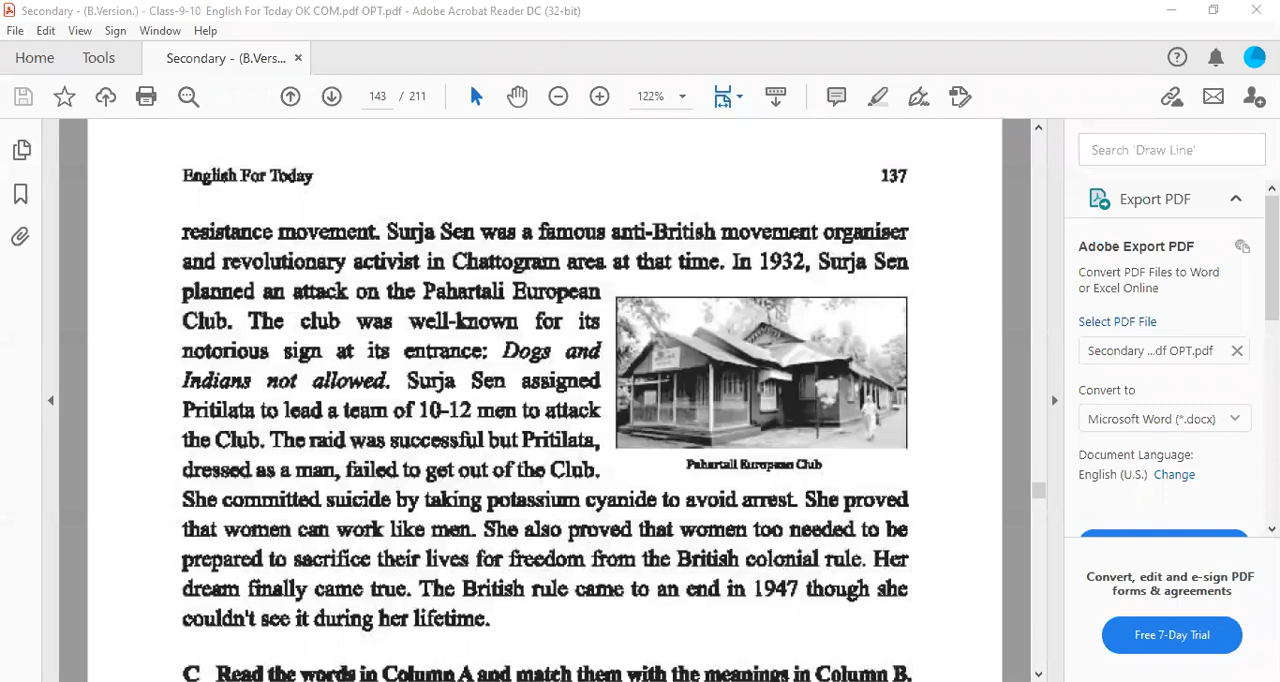 Secondary - (B.Version.) - Class-9-10 English For Today OK COM.pdf OPT.pdf - Adobe Acrobat Reader DC (32-bit)
File Edit View Sign Window Help
Home Tools Secondary - (B.Vers...
143 / 211 122%
English For Today 137
resistance movement. Surja Sen was a famous anti-British movement organiser
and revolutionary activist in Chattogram area at that time. In 1932, Surja Sen
planned an attack on the Pahartali European
Club. The club was well-known for its
notorious sign at its entrance: Dogs and
Indians not allowed. Surja Sen assigned
Pritilata to lead a team of 10-12 men to attack
the Club. The raid was successful but Pritilata,
dressed as a man, failed to get out of the Club.
Pahartali European Club
She committed suicide by taking potassium cyanide to avoid arrest. She proved
that women can work like men. She also proved that women too needed to be
prepared to sacrifice their lives for freedom from the British colonial rule. Her
dream finally came true. The British rule came to an end in 1947 though she
couldn't see it during her lifetime.
C Read the words in Column A and match them with the meanings in Column B.
Search 'Draw Line'
Export PDF
Adobe Export PDF
Convert PDF Files to Word
or Excel Online
Select PDF File
Secondary ...df OPT.pdf
Convert to
Microsoft Word (*.docx)
Document Language:
English (U.S.) Change
Convert, edit and e-sign PDF
forms & agreements
Free 7-Day Trial